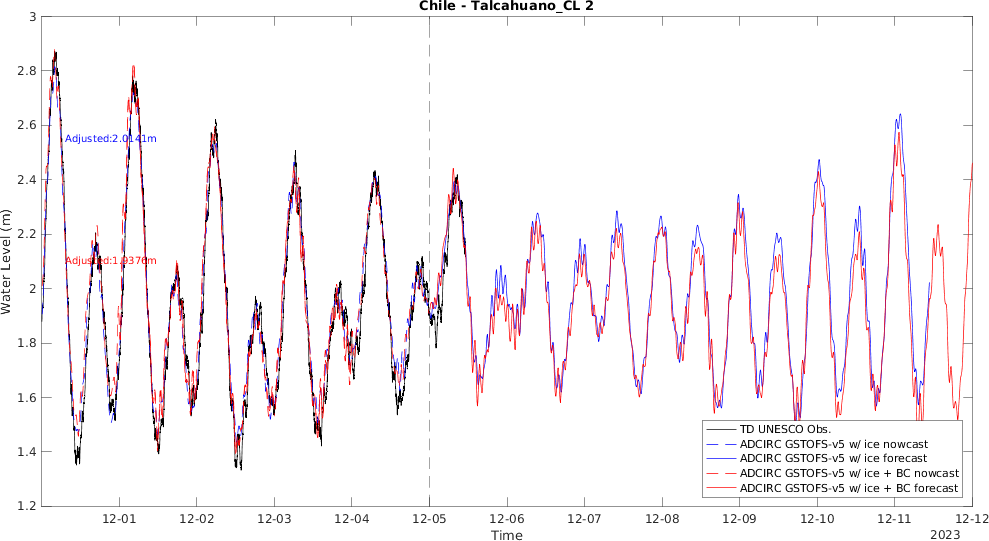 Chile - Talcahuano_CL 2
3
2.8
2.6
2.4
2.2
2
1.8
1.6
1.4
1.2
Water Level (m)
Adjusted:2.0141m
Adjusted:1.9376m
TD UNESCO Obs.
ADCIRC GSTOFS-v5 w/ ice nowcast
ADCIRC GSTOFS-v5 w/ ice forecast
ADCIRC GSTOFS-v5 w/ ice + BC nowcast
ADCIRC GSTOFS-v5 w/ ice + BC forecast
12-01 12-02 12-03 12-04 12-05 12-06 12-07 12-08 12-09 12-10 12-11 12-12
Time
2023